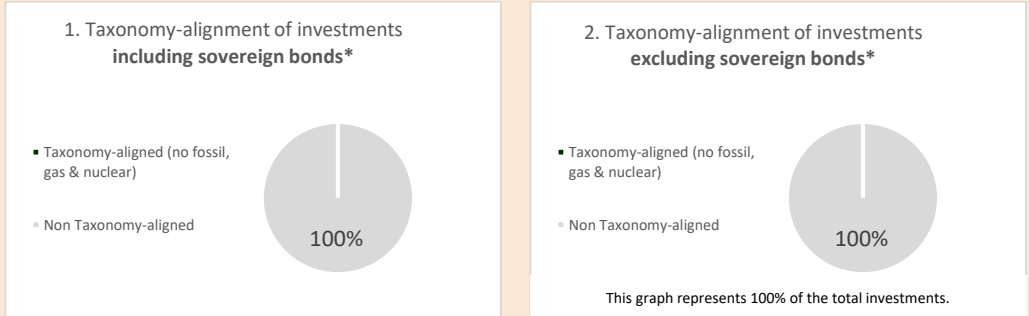 1. Taxonomy-alignment of investments
including sovereign bonds*
Taxonomy-aligned (no fossil,
gas & nuclear)
Non Taxonomy-aligned
100%
2. Taxonomy-alignment of investments
excluding sovereign bonds*
Taxonomy-aligned (no fossil,
gas & nuclear)
Non Taxonomy-aligned
100%
This graph represents 100% of the total investments.